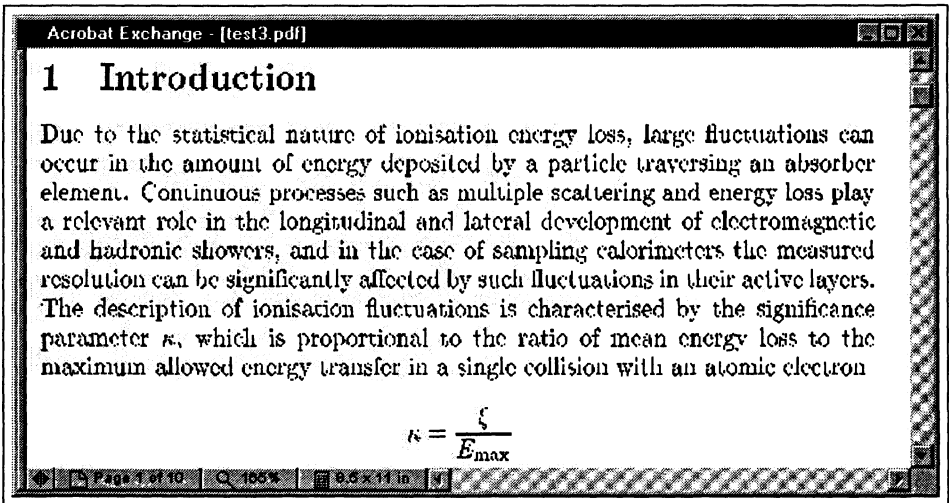 Acrobat Exchange - [test3.pdf]
1 Introduction
Due to the statistical nature of ionisation energy loss, large fluctuations can
occur in the amount of energy deposited by a particle traversing an absorber
element. Continuous processes such as multiple scattering and energy loss play
a relevant role in the longitudinal and lateral development of electromagnetic
and hadronic showers, and in the case of sampling calorimeters the measured
resolution can be significantly affected by such fluctuations in their active layers.
The description of ionisation fluctuations is characterised by the significance
parameter κ, which is proportional to the ratio of mean energy loss to the
maximum allowed energy transfer in a single collision with an atomic electron
κ = ξ / E_max
Page 1 of 10 166% 8.5 x 11 in